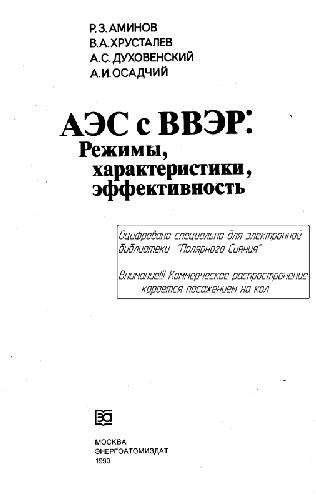 Р.З.АМИНОВ
В.А.ХРУСТАЛЕВ
А.С.ДУХОВЕНСКИЙ
А.И.ОСАДЧИЙ
АЭС с ВВЭР:
Режимы,
характеристики,
эффективность
Оцифровано специально для электронной
библиотеки "Полярного Сияния"
Внимание!!! Коммерческое распространение
карается посажением на кол
ЭА
МОСКВА
ЭНЕРГОАТОМИЗДАТ
1990